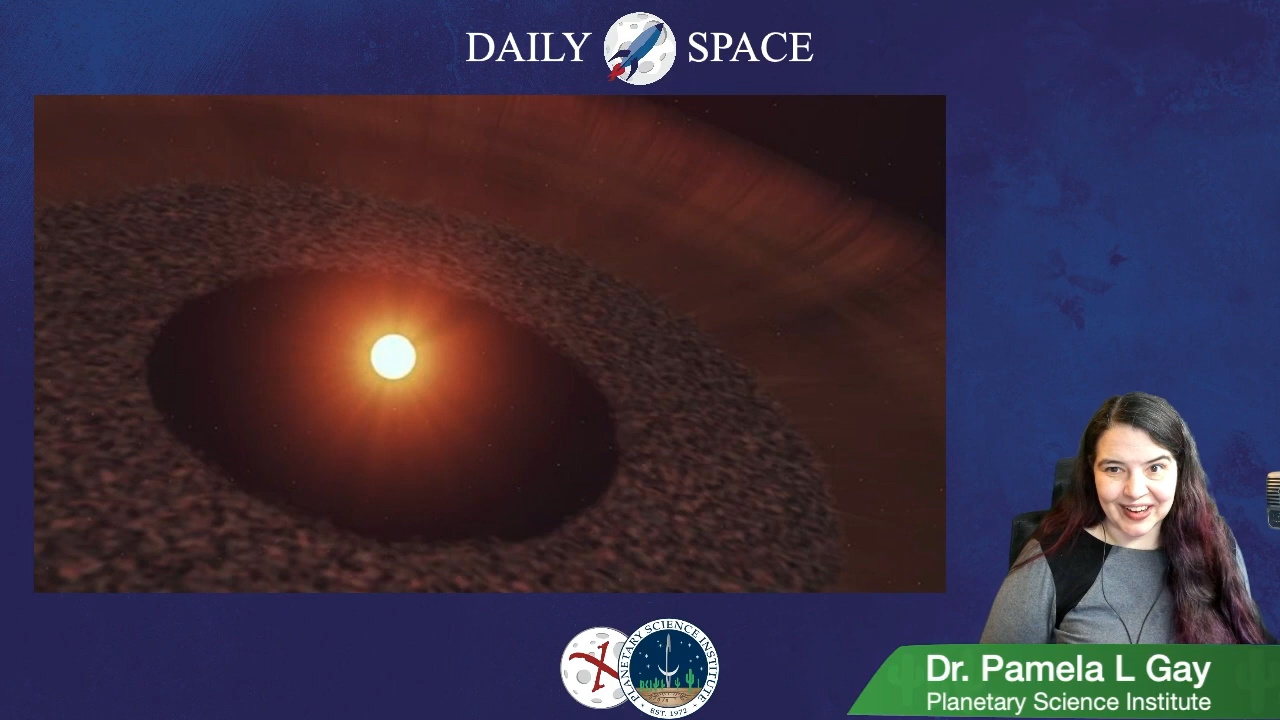 DAILY SPACE
PLANETARY SCIENCE INSTITUTE
EST. 1972
Dr. Pamela L Gay
Planetary Science Institute